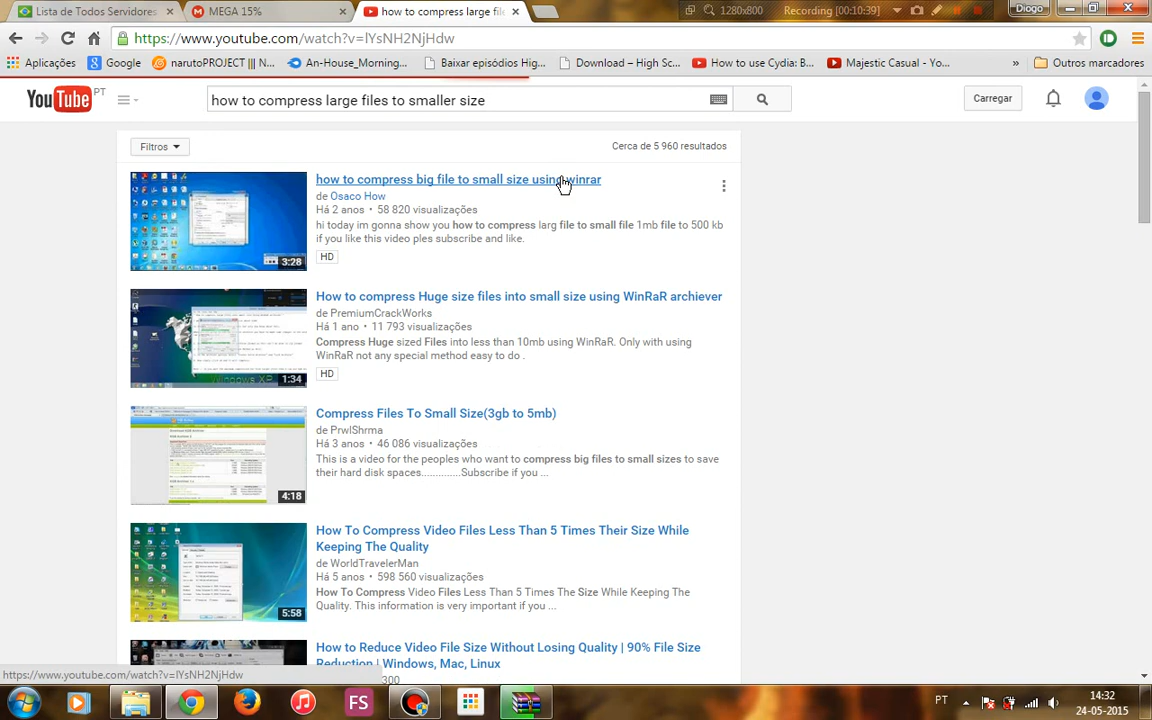 Lista de Todos Servidores
MEGA 15%
how to compress large file
1280x800
Recording [00:10:39]
Diogo
https://www.youtube.com/watch?v=IYsNH2NjHdw
Aplicações
Google
narutoPROJECT || N...
An-House_Morning...
Baixar episódios Hig...
Download – High Sc...
How to use Cydia: B...
Majestic Casual - Yo...
»
Outros marcadores
YouTube PT
how to compress large files to smaller size
Carregar
Filtros
Cerca de 5 960 resultados
how to compress big file to small size using winrar
de Osaco How
Há 2 anos • 58 820 visualizações
hi today im gonna show you how to compress larg file to small file 1mb file to 500 kb
if you like this video ples subscribe and like.
HD
3:28
How to compress Huge size files into small size using WinRaR archiever
de PremiumCrackWorks
Há 1 ano • 11 793 visualizações
Compress Huge sized Files into less than 10mb using WinRaR. Only with using
WinRaR not any special method easy to do .
HD
1:34
Compress Files To Small Size(3gb to 5mb)
de PrwlShrma
Há 3 anos • 46 086 visualizações
This is a video for the peoples who want to compress big files to small sizes to save
their hard disk spaces..............Subscribe if you ...
4:18
How To Compress Video Files Less Than 5 Times Their Size While
Keeping The Quality
de WorldTravelerMan
Há 5 anos • 598 560 visualizações
How To Compress Video Files Less Than 5 Times The Size While Keeping The
Quality. This information is very important if you ...
5:58
How to Reduce Video File Size Without Losing Quality | 90% File Size
Reduction | Windows, Mac, Linux
300
https://www.youtube.com/watch?v=IYsNH2NjHdw
FS
PT
14:32
24-05-2015